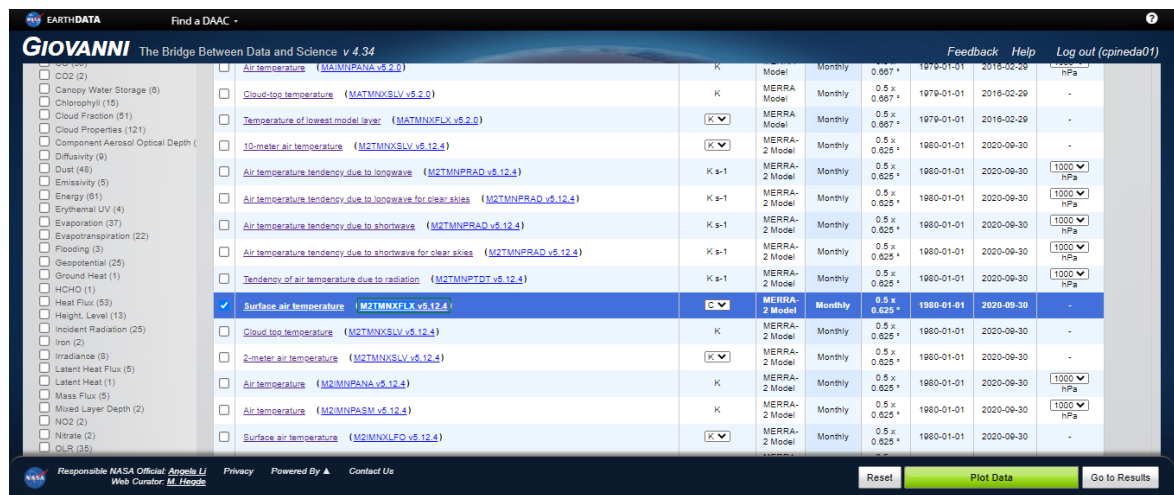 EARTHDATA Find a DAAC
GIOVANNI The Bridge Between Data and Science v 4.34 Feedback Help Log out (cpineda01)
CO2 (2)
Canopy Water Storage (6)
Chlorophyll (15)
Cloud Fraction (51)
Cloud Properties (121)
Component Aerosol Optical Depth (
Diffusivity (9)
Dust (48)
Emissivity (5)
Energy (61)
Erythemal UV (4)
Evaporation (37)
Evapotranspiration (22)
Flooding (3)
Geopotential (25)
Ground Heat (1)
HCHO (1)
Heat Flux (53)
Height, Level (13)
Incident Radiation (25)
Iron (2)
Irradiance (8)
Latent Heat Flux (5)
Latent Heat (1)
Mass Flux (5)
Mixed Layer Depth (2)
NO2 (2)
Nitrate (2)
OLR (35)
Air temperature (MAIMNPANA v5.2.0) K Model Monthly 0.667 ° 1979-01-01 2016-02-29 hPa
Cloud-top temperature (MATMNXSLV v5.2.0) K MERRA Model Monthly 0.5 x 0.667 ° 1979-01-01 2016-02-29 -
Temperature of lowest model layer (MATMNXFLX v5.2.0) K MERRA Model Monthly 0.5 x 0.667 ° 1979-01-01 2016-02-29 -
10-meter air temperature (M2TMNXSLV v5.12.4) K MERRA-2 Model Monthly 0.5 x 0.625 ° 1980-01-01 2020-09-30 -
Air temperature tendency due to longwave (M2TMNPRAD v5.12.4) K s-1 MERRA-2 Model Monthly 0.5 x 0.625 ° 1980-01-01 2020-09-30 1000 hPa
Air temperature tendency due to longwave for clear skies (M2TMNPRAD v5.12.4) K s-1 MERRA-2 Model Monthly 0.5 x 0.625 ° 1980-01-01 2020-09-30 1000 hPa
Air temperature tendency due to shortwave (M2TMNPRAD v5.12.4) K s-1 MERRA-2 Model Monthly 0.5 x 0.625 ° 1980-01-01 2020-09-30 1000 hPa
Air temperature tendency due to shortwave for clear skies (M2TMNPRAD v5.12.4) K s-1 MERRA-2 Model Monthly 0.5 x 0.625 ° 1980-01-01 2020-09-30 1000 hPa
Tendency of air temperature due to radiation (M2TMNPTDT v5.12.4) K s-1 MERRA-2 Model Monthly 0.5 x 0.625 ° 1980-01-01 2020-09-30 1000 hPa
Surface air temperature (M2TMNXFLX v5.12.4) C MERRA-2 Model Monthly 0.5 x 0.625 ° 1980-01-01 2020-09-30 -
Cloud top temperature (M2TMNXSLV v5.12.4) K MERRA-2 Model Monthly 0.5 x 0.625 ° 1980-01-01 2020-09-30 -
2-meter air temperature (M2TMNXSLV v5.12.4) K MERRA-2 Model Monthly 0.5 x 0.625 ° 1980-01-01 2020-09-30 -
Air temperature (M2IMNPANA v5.12.4) K MERRA-2 Model Monthly 0.5 x 0.625 ° 1980-01-01 2020-09-30 1000 hPa
Air temperature (M2IMNPASM v5.12.4) K MERRA-2 Model Monthly 0.5 x 0.625 ° 1980-01-01 2020-09-30 1000 hPa
Surface air temperature (M2IMNXLFO v5.12.4) K MERRA-2 Model Monthly 0.5 x 0.625 ° 1980-01-01 2020-09-30 -
Responsible NASA Official: Angela Li Privacy Powered By ▲ Contact Us
Web Curator: M. Hegde
Reset Plot Data Go to Results